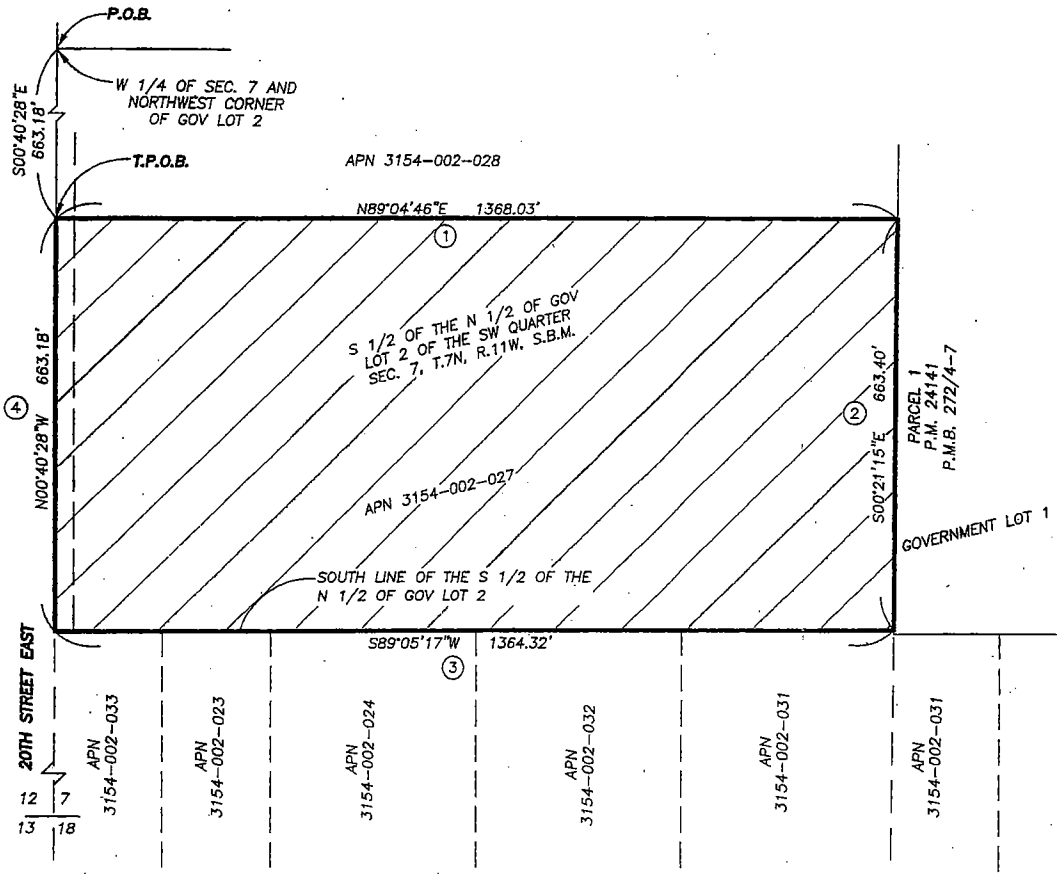 P.O.B.
W 1/4 OF SEC. 7 AND
NORTHWEST CORNER
OF GOV LOT 2
S00°40'28"E
663.18'
T.P.O.B.
APN 3154-002-028
N89°04'46"E 1368.03'
1
S 1/2 OF THE N 1/2 OF GOV
LOT 2 OF THE SW QUARTER
SEC. 7, T.7N, R.11W, S.B.M.
N00°40'28"W 663.18'
4
2
S00°21'15"E 663.40'
PARCEL 1
P.M. 24141
P.M.B. 272/4-7
APN 3154-002-027
GOVERNMENT LOT 1
SOUTH LINE OF THE S 1/2 OF THE
N 1/2 OF GOV LOT 2
S89°05'17"W 1364.32'
3
20TH STREET EAST
12 7
13 18
APN
3154-002-033
APN
3154-002-023
APN
3154-002-024
APN
3154-002-032
APN
3154-002-031
APN
3154-002-031